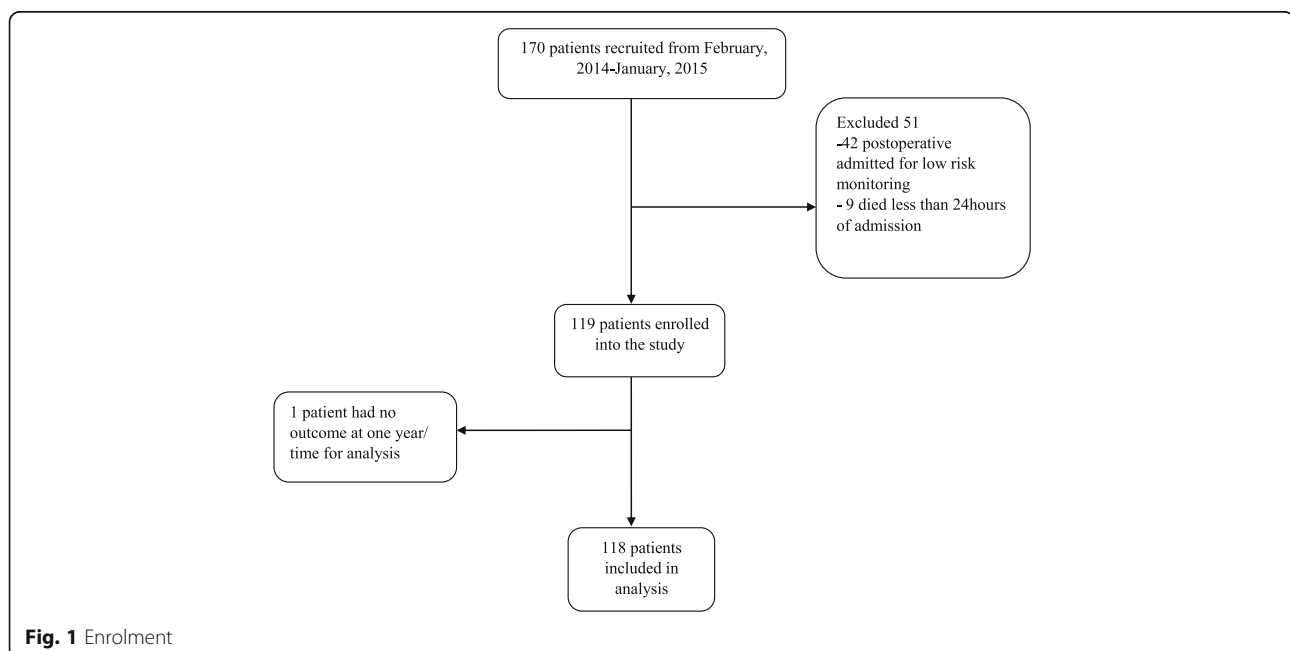 170 patients recruited from February,
2014-January, 2015
Excluded 51
-42 postoperative
admitted for low risk
monitoring
- 9 died less than 24hours
of admission
119 patients enrolled
into the study
1 patient had no
outcome at one year/
time for analysis
118 patients
included in
analysis
Fig. 1 Enrolment